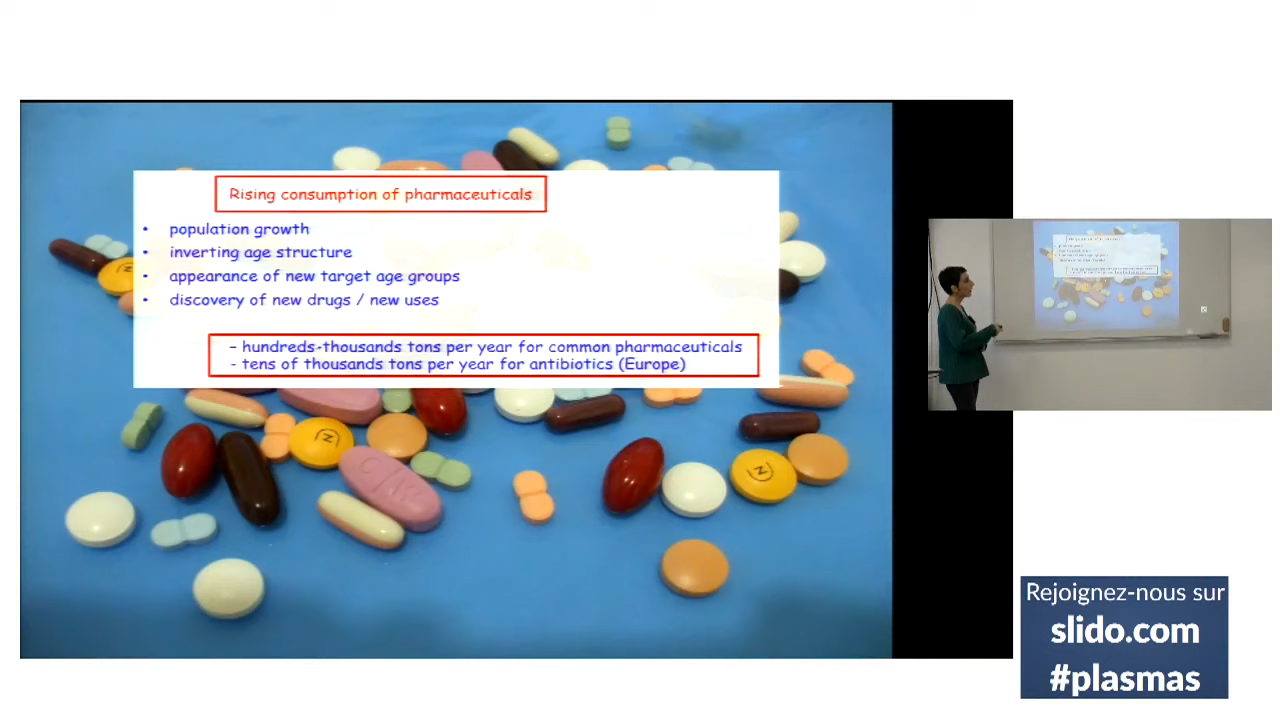 Rising consumption of pharmaceuticals
• population growth
• inverting age structure
• appearance of new target age groups
• discovery of new drugs / new uses
– hundreds-thousands tons per year for common pharmaceuticals
- tens of thousands tons per year for antibiotics (Europe)
Rejoignez-nous sur
slido.com
#plasmas